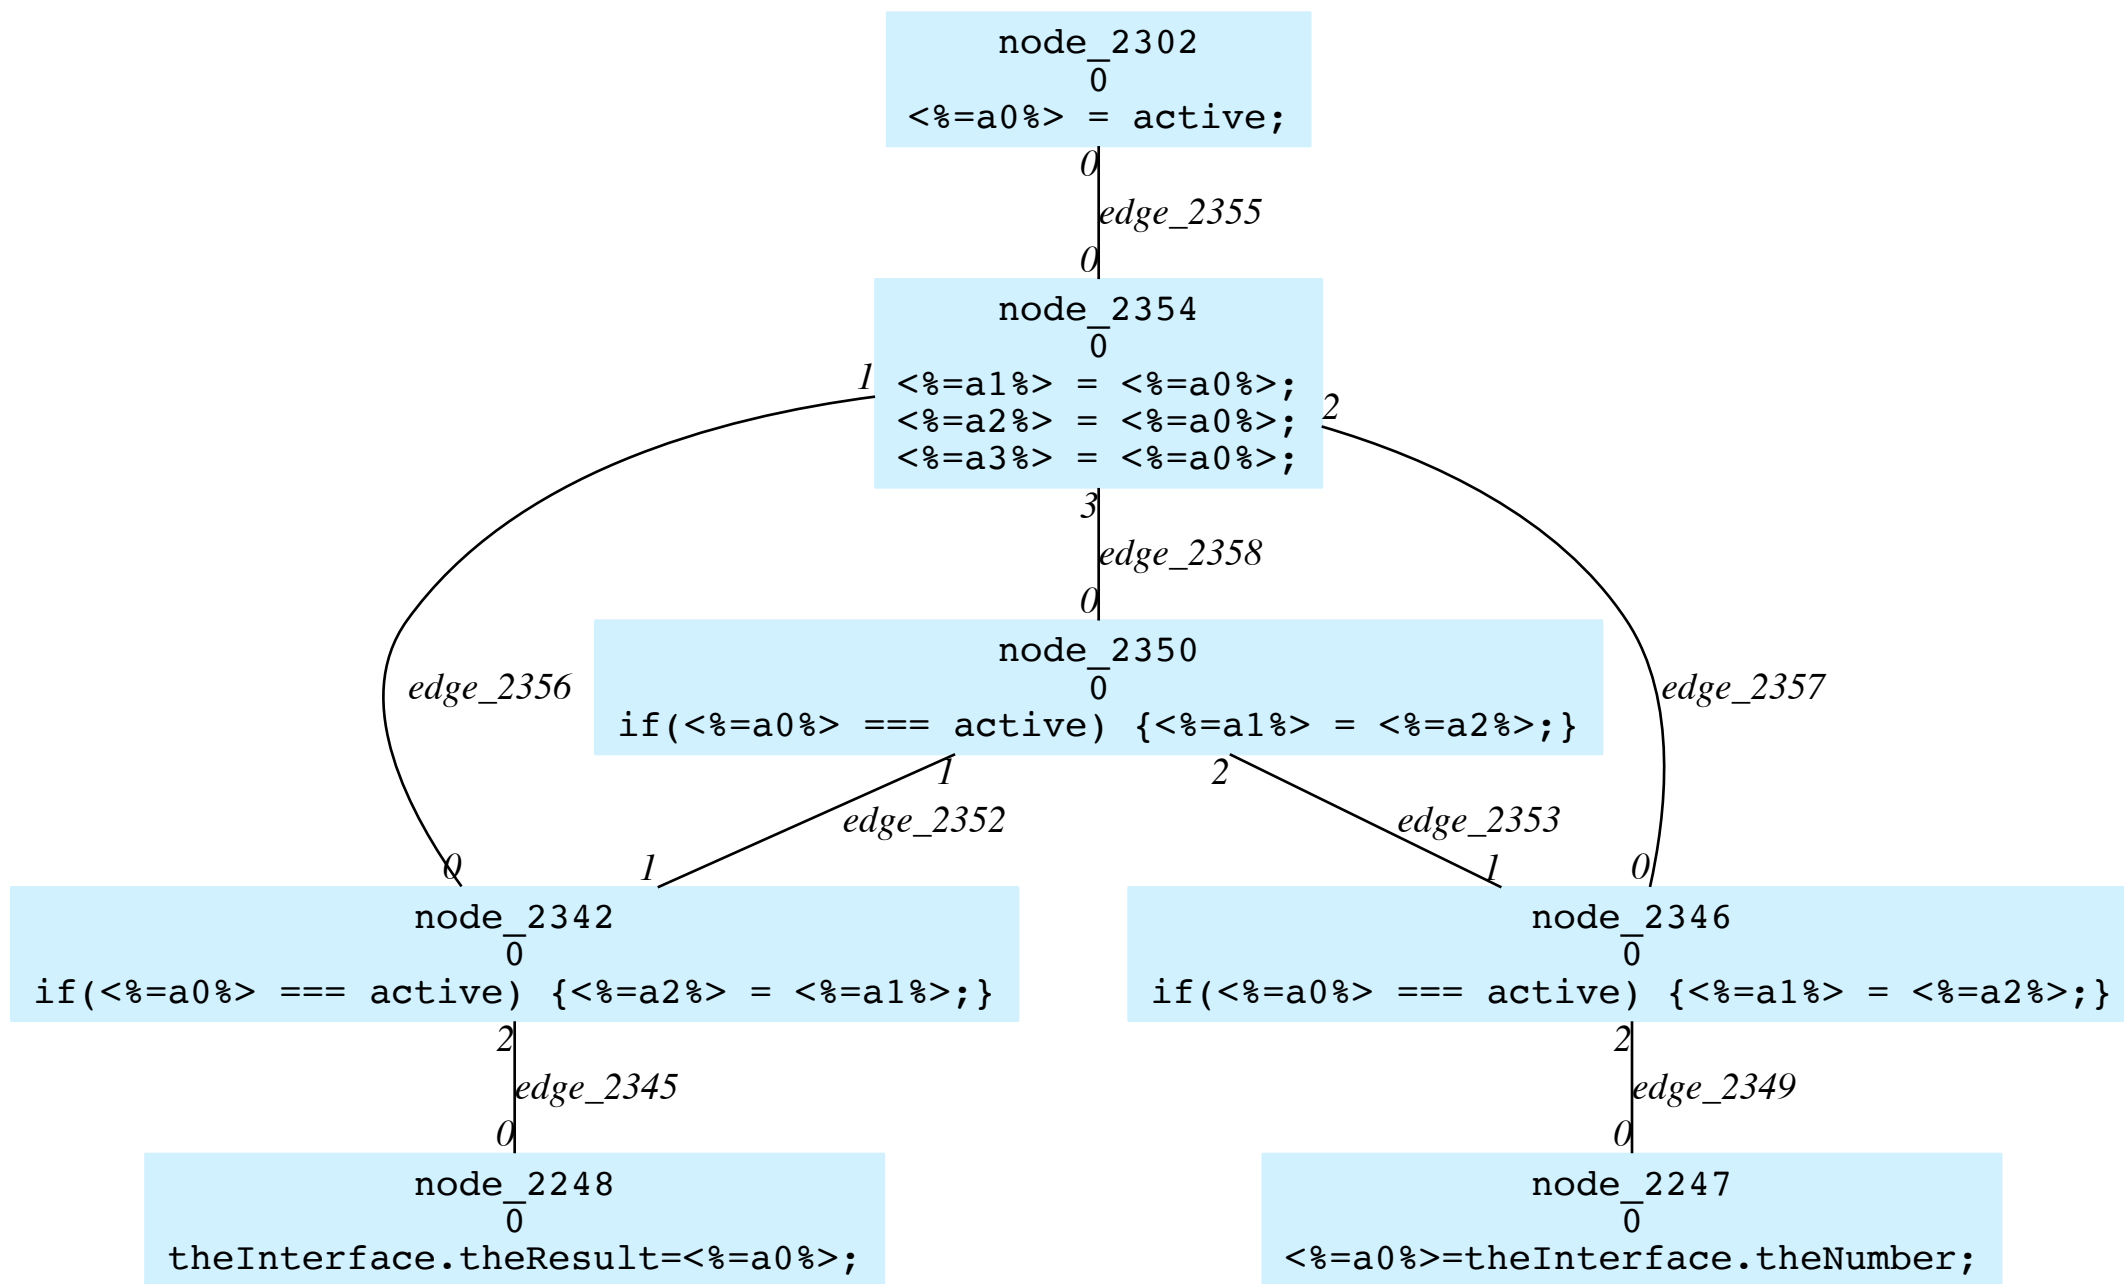 node_2302
0
<%=a0%> = active;
0
edge_2355
0
node_2354
0
<%=a1%> = <%=a0%>;
<%=a2%> = <%=a0%>;
<%=a3%> = <%=a0%>;
1
2
3
edge_2358
0
node_2350
0
if(<%=a0%> === active) {<%=a1%> = <%=a2%>;}
edge_2356
edge_2357
1
2
edge_2352
edge_2353
0
1
1
0
node_2342
0
if(<%=a0%> === active) {<%=a2%> = <%=a1%>;}
node_2346
0
if(<%=a0%> === active) {<%=a1%> = <%=a2%>;}
2
edge_2345
0
2
edge_2349
0
node_2248
0
theInterface.theResult=<%=a0%>;
node_2247
0
<%=a0%>=theInterface.theNumber;